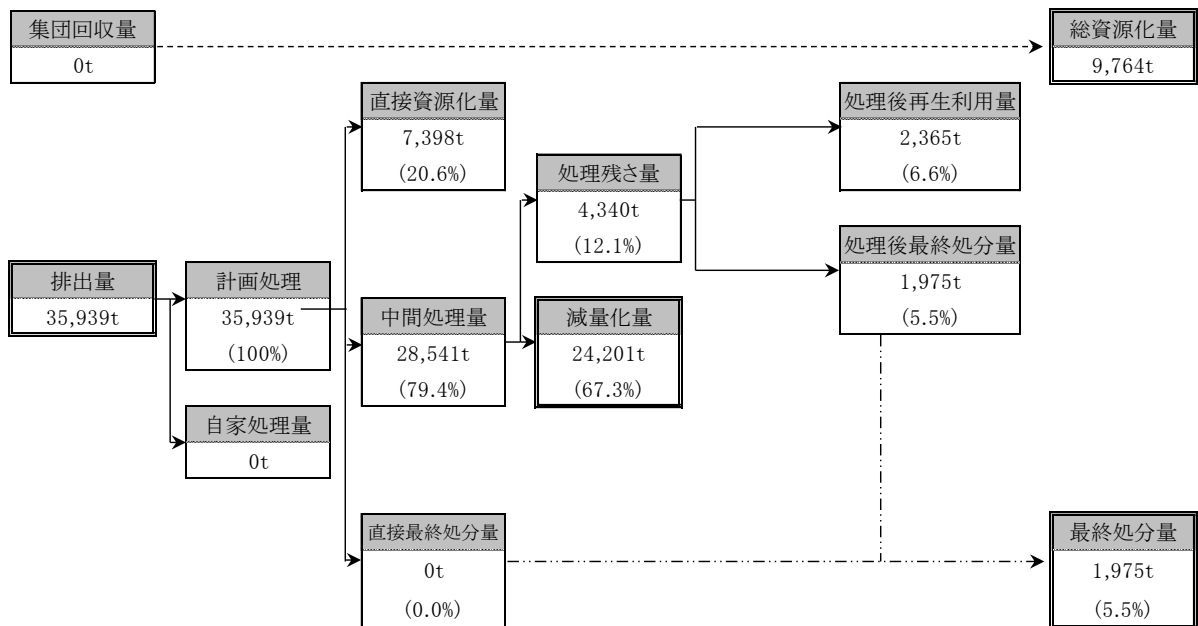 集団回収量
0t
総資源化量
9,764t
直接資源化量
7,398t
(20.6%)
処理後再生利用量
2,365t
(6.6%)
処理残さ量
4,340t
(12.1%)
処理後最終処分量
1,975t
(5.5%)
排出量
35,939t
計画処理
35,939t
(100%)
中間処理量
28,541t
(79.4%)
減量化量
24,201t
(67.3%)
自家処理量
0t
直接最終処分量
0t
(0.0%)
最終処分量
1,975t
(5.5%)